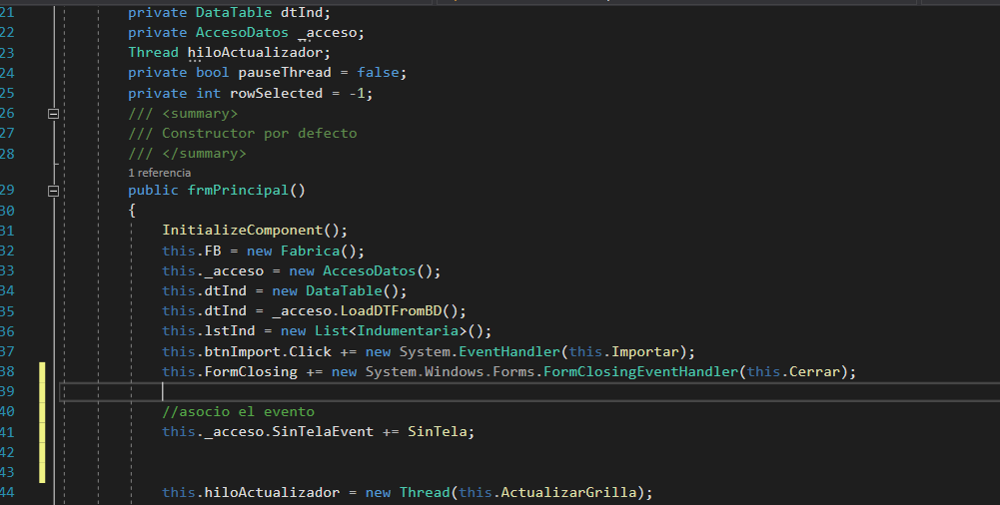 21 private DataTable dtInd;
22 private AccesoDatos _acceso;
23 Thread hiloActualizador;
24 private bool pauseThread = false;
25 private int rowSelected = -1;
26 /// <summary>
27 /// Constructor por defecto
28 /// </summary>
1 referencia
29 public frmPrincipal()
30 {
31 InitializeComponent();
32 this.FB = new Fabrica();
33 this._acceso = new AccesoDatos();
34 this.dtInd = new DataTable();
35 this.dtInd = _acceso.LoadDTFromBD();
36 this.lstInd = new List<Indumentaria>();
37 this.btnImport.Click += new System.EventHandler(this.Importar);
38 this.FormClosing += new System.Windows.Forms.FormClosingEventHandler(this.Cerrar);
39
40 //asocio el evento
41 this._acceso.SinTelaEvent += SinTela;
42
43
44 this.hiloActualizador = new Thread(this.ActualizarGrilla);